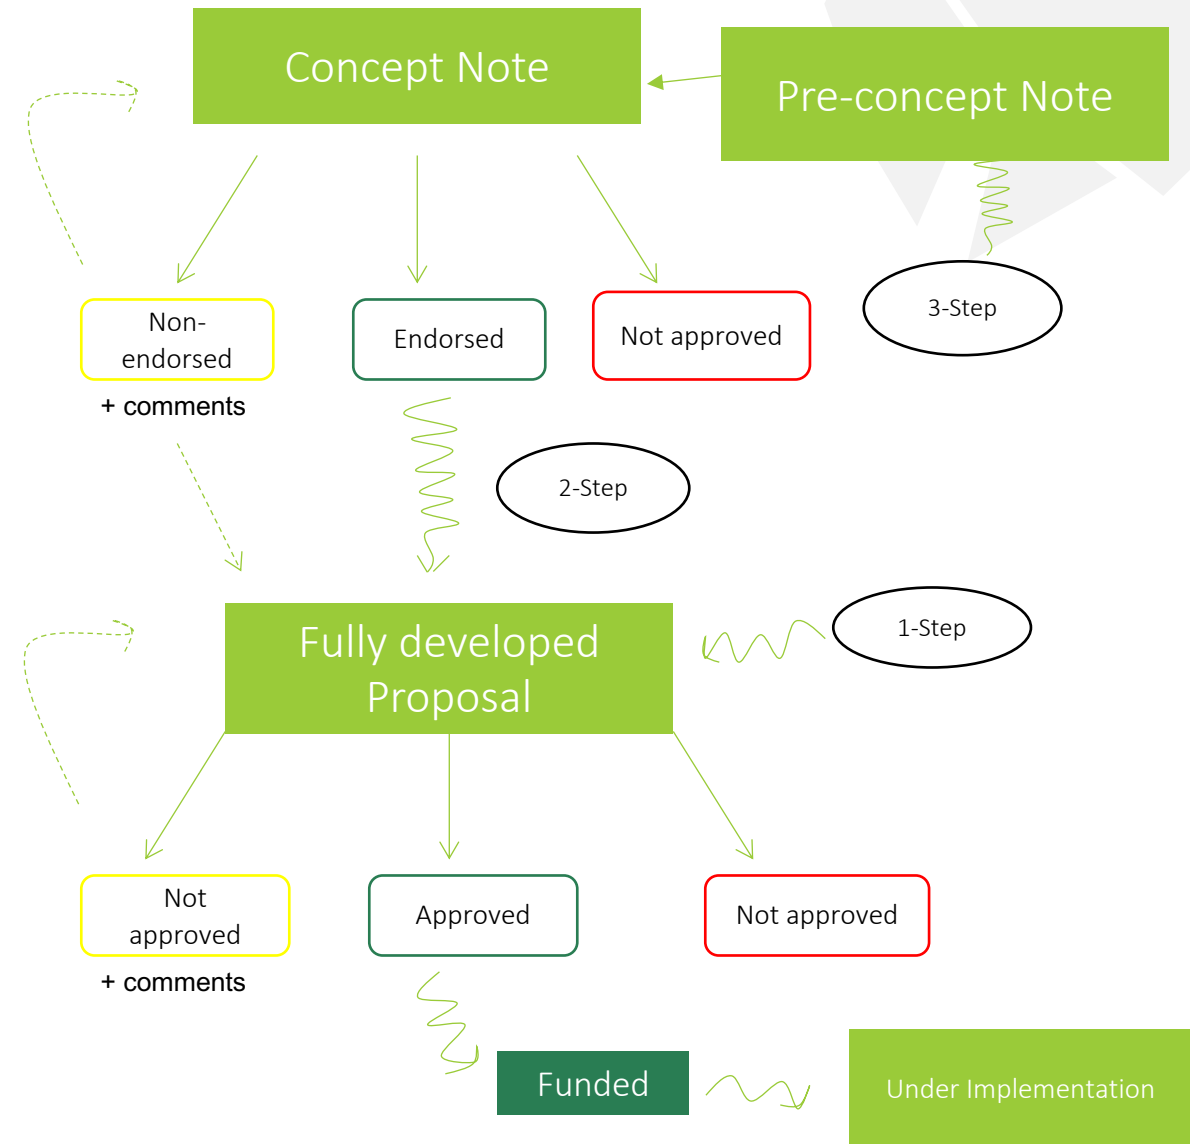 Concept Note
Pre-concept Note
Non-
endorsed
+ comments
Endorsed
Not approved
3-Step
2-Step
1-Step
Fully developed
Proposal
Not
approved
+ comments
Approved
Not approved
Funded
Under Implementation